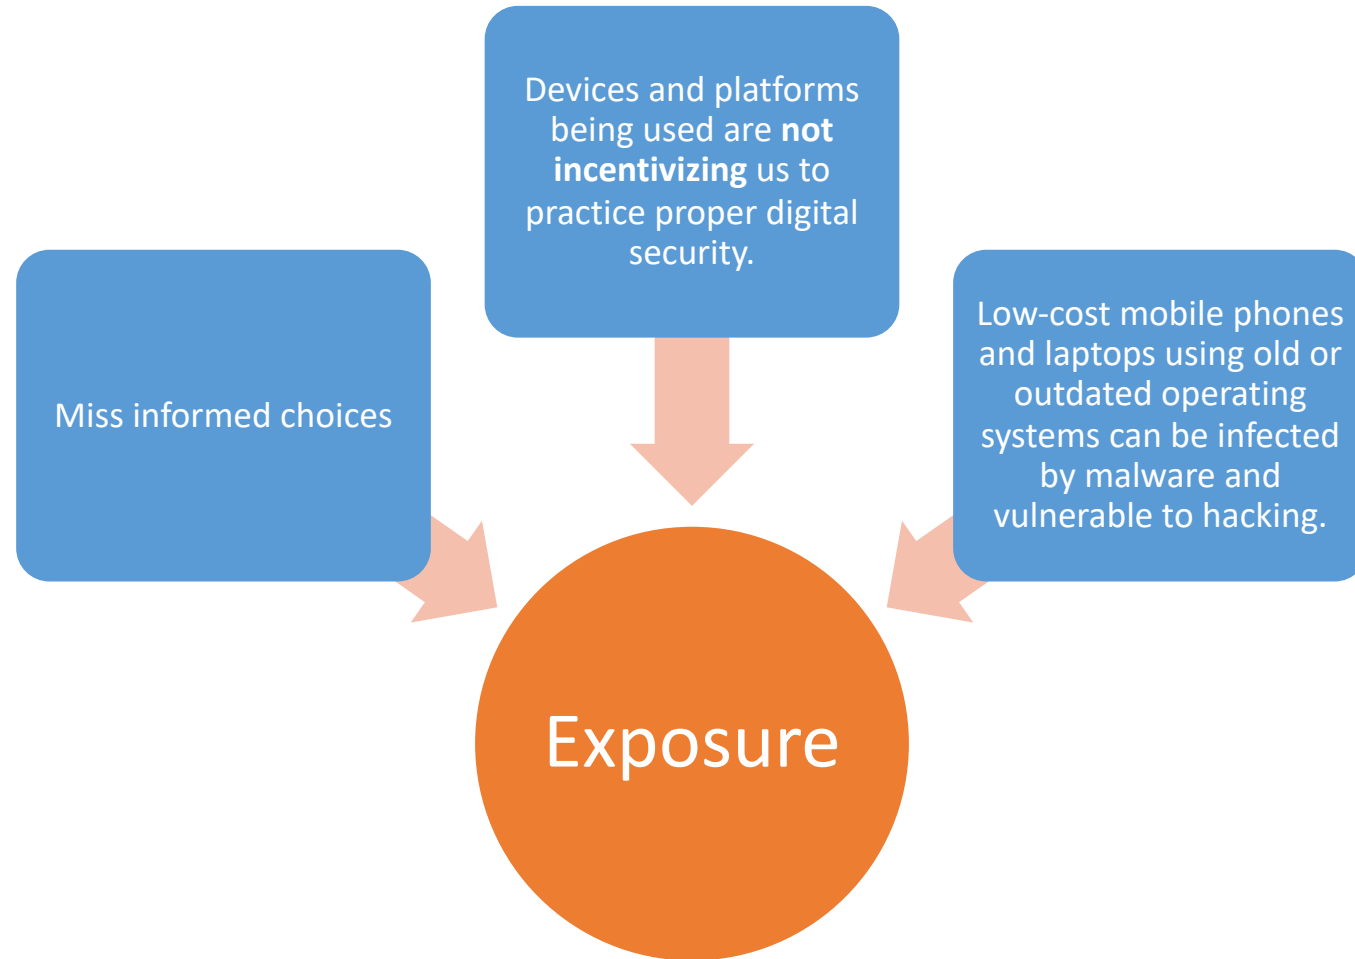 Devices and platforms
being used are not
incentivizing us to
practice proper digital
security.
Miss informed choices
Low-cost mobile phones
and laptops using old or
outdated operating
systems can be infected
by malware and
vulnerable to hacking.
Exposure